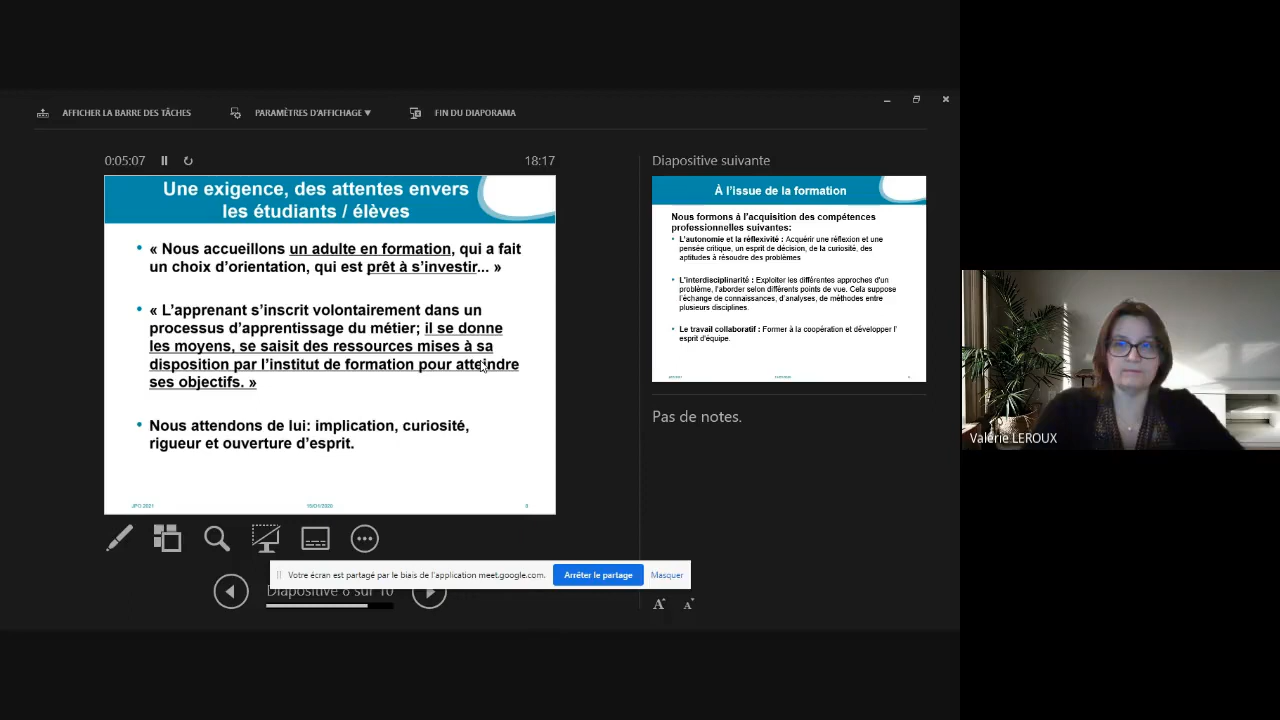 AFFICHER LA BARRE DES TÂCHES
PARAMÈTRES D'AFFICHAGE ▼
FIN DU DIAPORAMA
0:05:07
18:17
Une exigence, des attentes envers
les étudiants / élèves
• « Nous accueillons un adulte en formation, qui a fait
un choix d'orientation, qui est prêt à s'investir... »
• « L'apprenant s'inscrit volontairement dans un
processus d'apprentissage du métier; il se donne
les moyens, se saisit des ressources mises à sa
disposition par l'institut de formation pour atteindre
ses objectifs. »
• Nous attendons de lui: implication, curiosité,
rigueur et ouverture d'esprit.
JPO 2021
8
Diapositive suivante
À l'issue de la formation
Nous formons à l'acquisition des compétences
professionnelles suivantes:
• L'autonomie et la réflexivité : Acquérir une réflexion et une
pensée critique, un esprit de décision, de la curiosité, des
aptitudes à résoudre des problèmes
• L'interdisciplinarité : Exploiter les différentes approches d'un
problème, l'aborder selon différents points de vue. Cela suppose
l'échange de connaissances, d'analyses, de méthodes entre
plusieurs disciplines.
• Le travail collaboratif : Former à la coopération et développer l'
esprit d'équipe.
Pas de notes.
Valérie LEROUX
Votre écran est partagé par le biais de l'application meet.google.com.
Arrêter le partage
Masquer
Diapositive 8 sur 10
A A